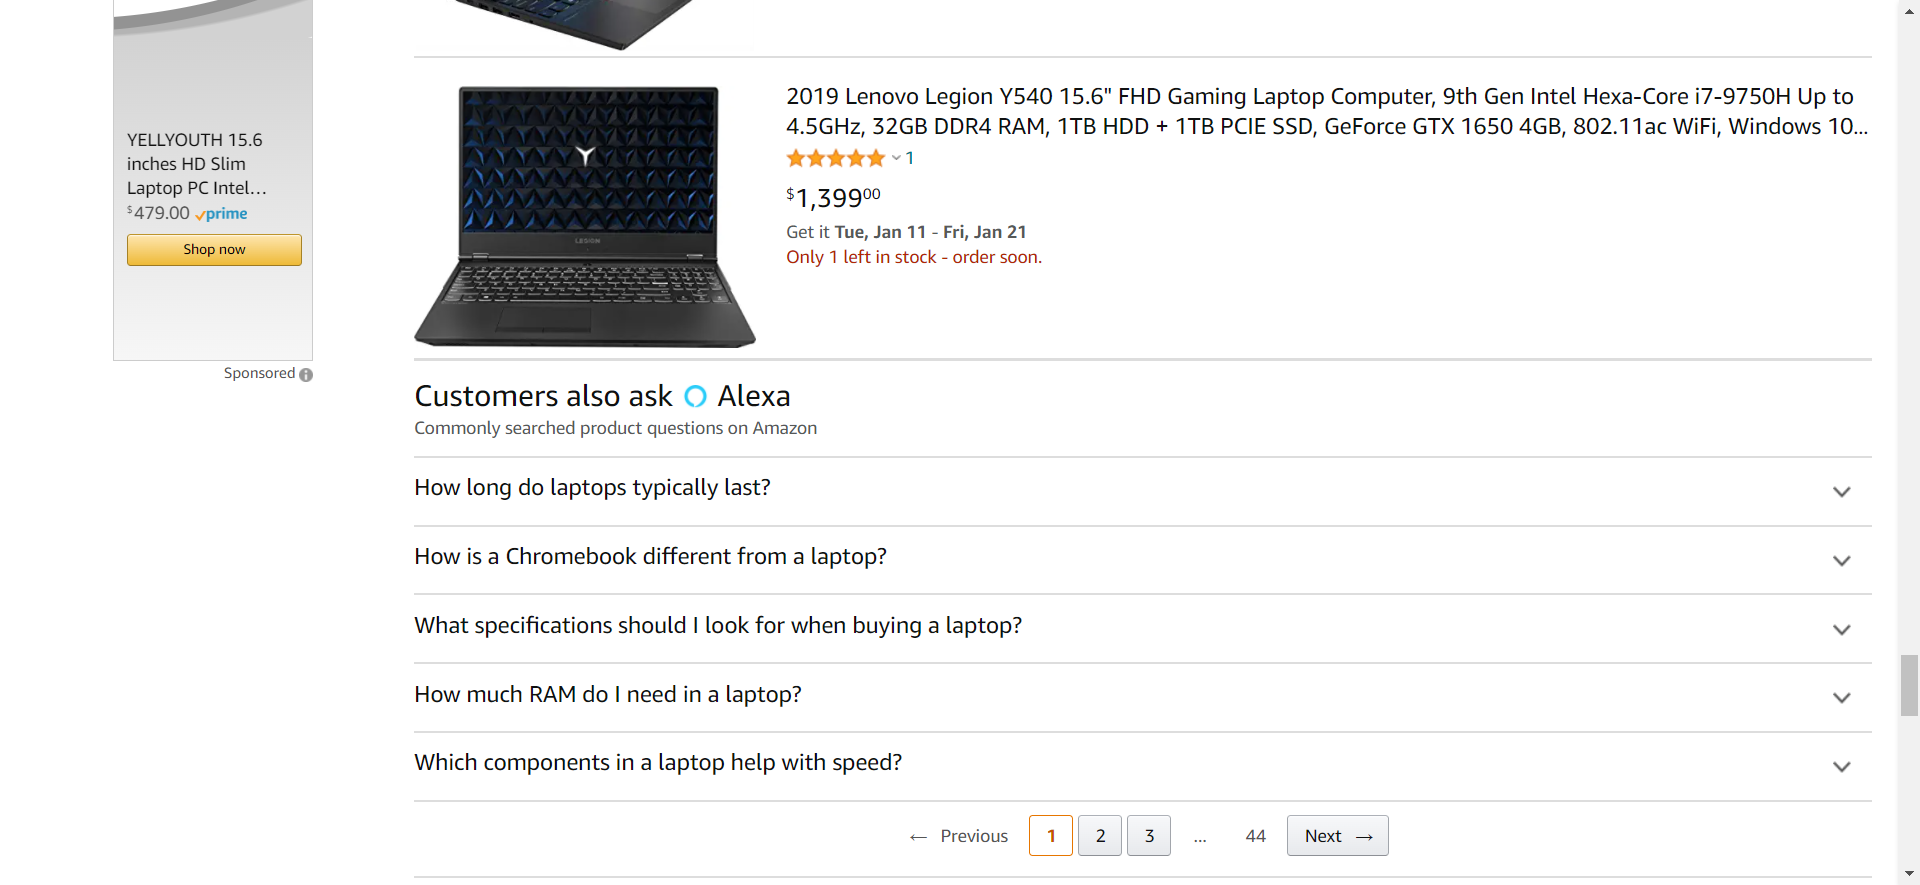 YELLYOUTH 15.6
inches HD Slim
Laptop PC Intel...
$479.00 prime
Shop now
Sponsored
LEGION
2019 Lenovo Legion Y540 15.6" FHD Gaming Laptop Computer, 9th Gen Intel Hexa-Core i7-9750H Up to
4.5GHz, 32GB DDR4 RAM, 1TB HDD + 1TB PCIE SSD, GeForce GTX 1650 4GB, 802.11ac WiFi, Windows 10...
1
$1,39900
Get it Tue, Jan 11 - Fri, Jan 21
Only 1 left in stock - order soon.
Customers also ask Alexa
Commonly searched product questions on Amazon
How long do laptops typically last?
How is a Chromebook different from a laptop?
What specifications should I look for when buying a laptop?
How much RAM do I need in a laptop?
Which components in a laptop help with speed?
← Previous 1 2 3 ... 44 Next →